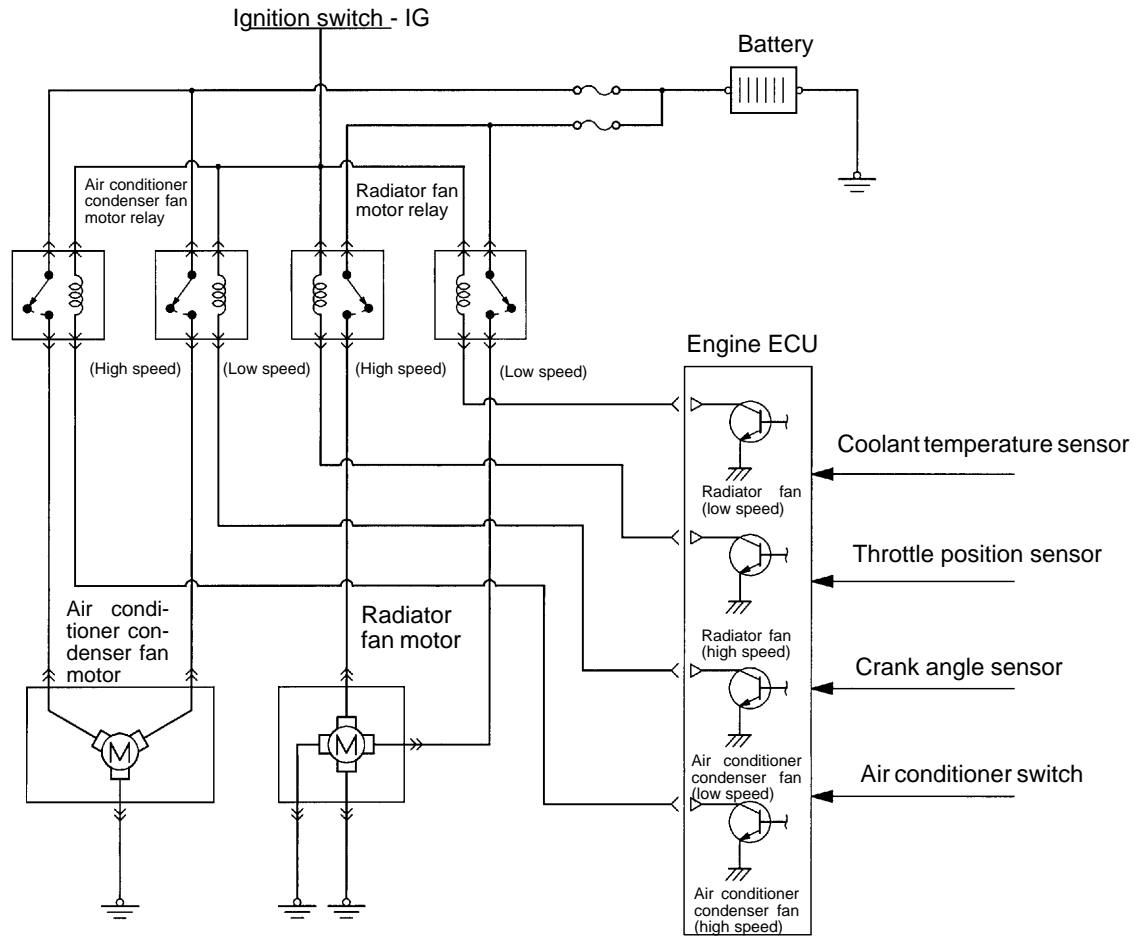 Ignition switch - IG
Battery
Air conditioner
condenser fan
motor relay
Radiator fan
motor relay
(High speed)
(Low speed)
(High speed)
(Low speed)
Engine ECU
Radiator fan
(low speed)
Radiator fan
(high speed)
Air conditioner
condenser fan
(low speed)
Air conditioner
condenser fan
(high speed)
Coolant temperature sensor
Throttle position sensor
Crank angle sensor
Air conditioner switch
Air condi-
tioner con-
denser fan
motor
M
Radiator
fan motor
M